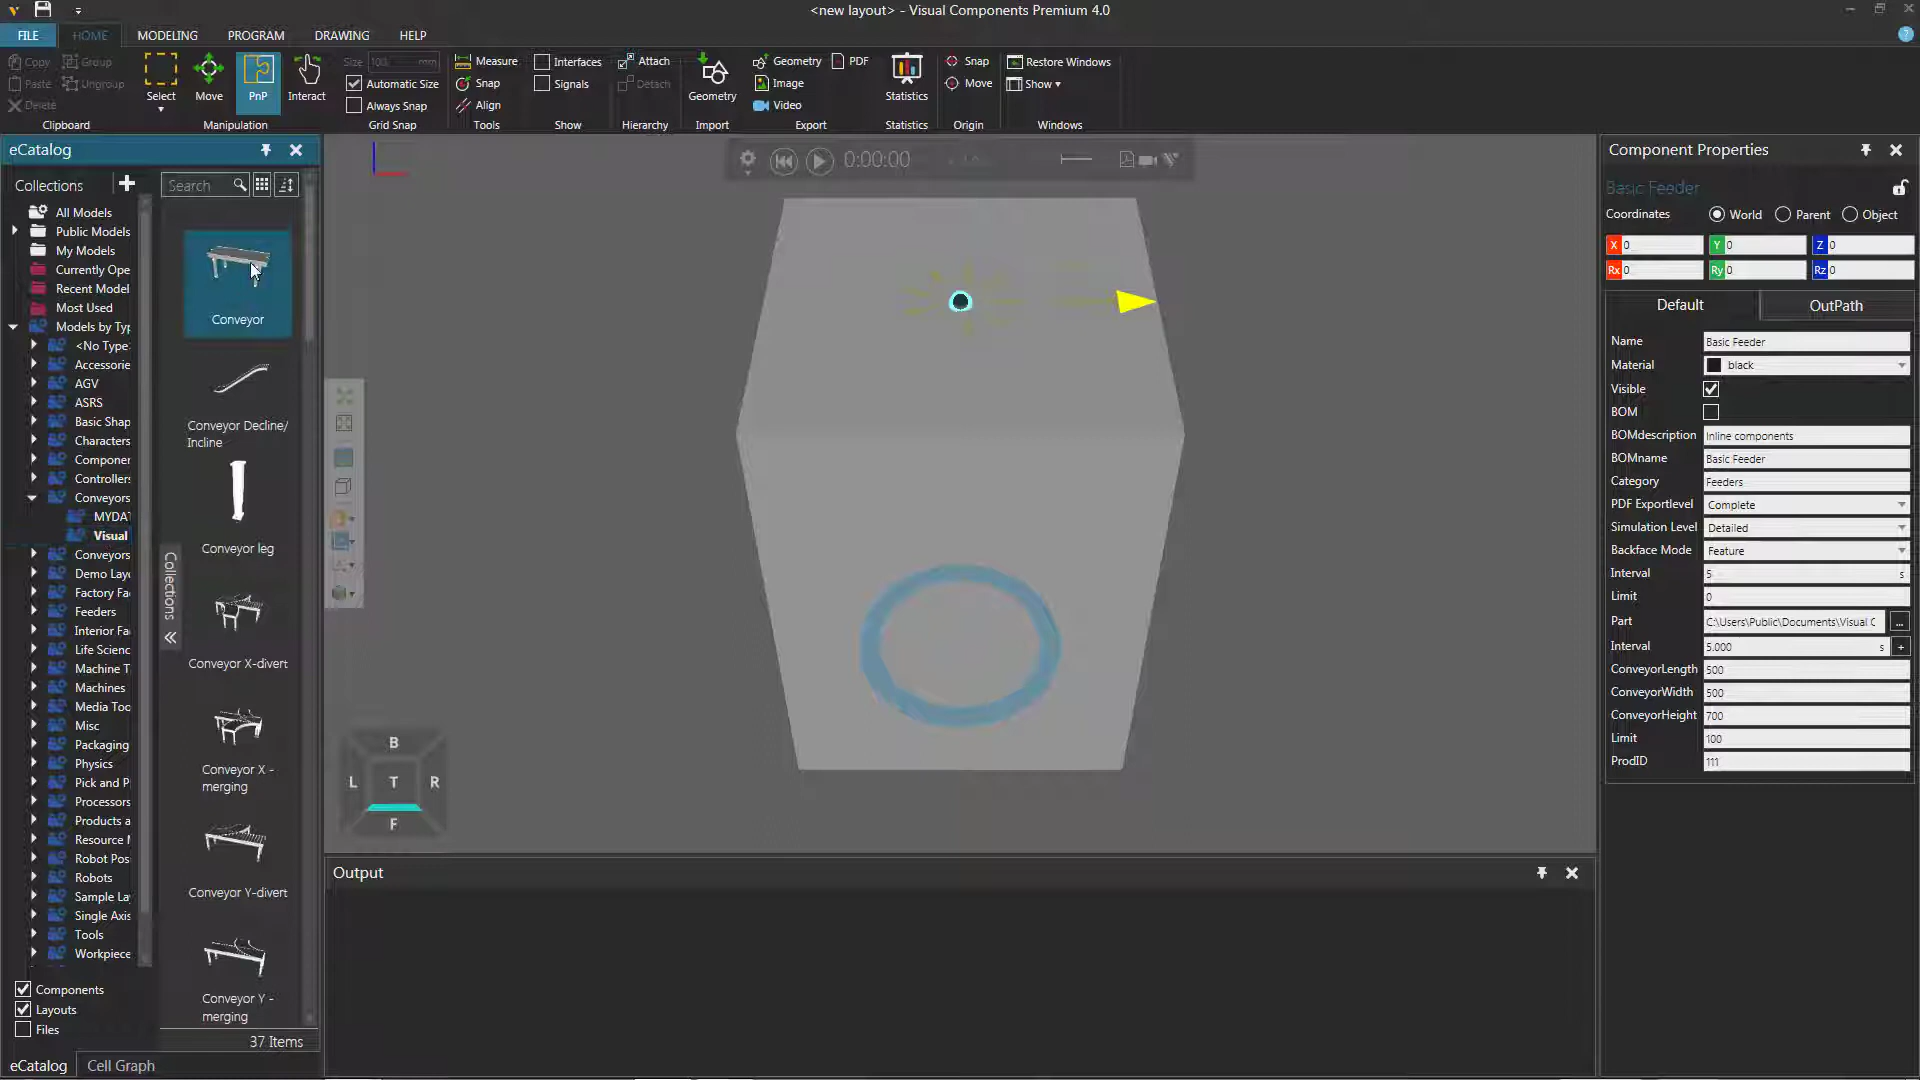 <new layout> - Visual Components Premium 4.0
FILE HOME MODELING PROGRAM DRAWING HELP
Copy Group
Paste Ungroup
Delete
Clipboard
Select Move PnP Interact
Manipulation
Size 100. mm
Automatic Size
Always Snap
Grid Snap
Measure
Snap
Align
Tools
Interfaces
Signals
Show
Attach
Detach
Hierarchy
Geometry
Import
Geometry PDF
Image
Video
Export
Statistics
Statistics
Snap
Move
Origin
Restore Windows
Show
Windows
eCatalog
Collections
Search
All Models
Public Models
My Models
Currently Ope
Recent Model
Most Used
Models by Typ
<No Type
Accessorie
AGV
ASRS
Basic Shap
Characters
Componer
Controllers
Conveyors
MYDAT
Visual
Conveyors
Demo Layo
Factory Fa
Feeders
Interior Fa
Life Scienc
Machine T
Machines
Media Too
Misc
Packaging
Physics
Pick and P
Processors
Products a
Resource M
Robot Pos
Robots
Sample La
Single Axis
Tools
Workpiece
Components
Layouts
Files
Collections
Conveyor
Conveyor Decline/
Incline
Conveyor leg
Conveyor X-divert
Conveyor X -
merging
Conveyor Y-divert
Conveyor Y -
merging
37 Items
eCatalog Cell Graph
0:00:00
B
L T R
F
Output
Component Properties
Basic Feeder
Coordinates World Parent Object
X 0 Y 0 Z 0
Rx 0 Ry 0 Rz 0
Default OutPath
Name Basic Feeder
Material black
Visible
BOM
BOMdescription Inline components
BOMname Basic Feeder
Category Feeders
PDF Exportlevel Complete
Simulation Level Detailed
Backface Mode Feature
Interval 5 s
Limit 0
Part C:\Users\Public\Documents\Visual C ...
Interval 5.000 s +
ConveyorLength 500
ConveyorWidth 500
ConveyorHeight 700
Limit 100
ProdID 111